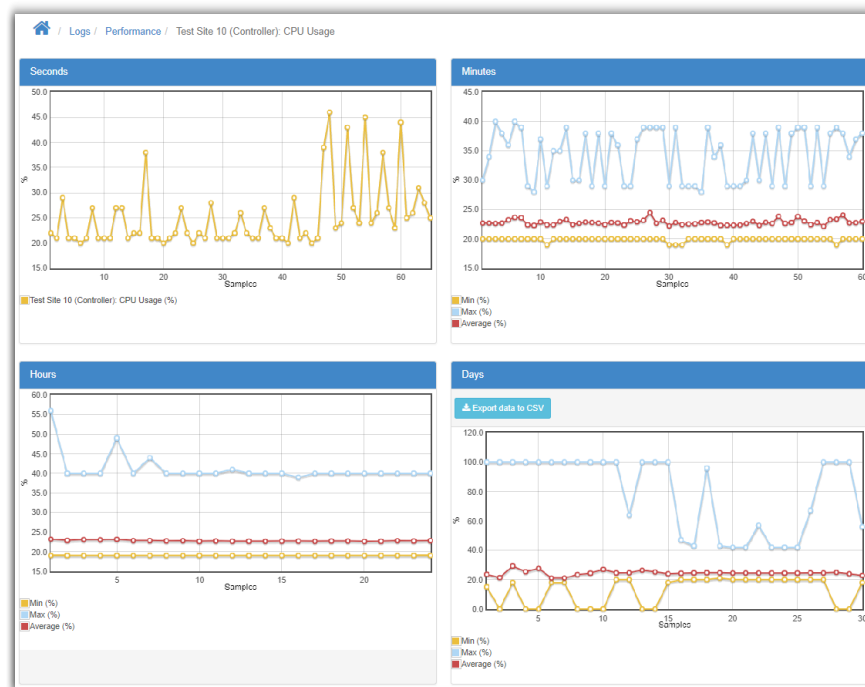 / Logs / Performance / Test Site 10 (Controller): CPU Usage
Seconds
50.0
45.0
40.0
35.0
30.0
25.0
20.0
15.0
%
10 20 30 40 50 60
Samples
Test Site 10 (Controller): CPU Usage (%)
Minutes
45.0
40.0
35.0
30.0
25.0
20.0
15.0
%
10 20 30 40 50 60
Samples
Min (%)
Max (%)
Average (%)
Hours
60.0
55.0
50.0
45.0
40.0
35.0
30.0
25.0
20.0
15.0
%
5 10 15 20
Samples
Min (%)
Max (%)
Average (%)
Days
Export data to CSV
120.0
100.0
80.0
60.0
40.0
20.0
0.0
%
5 10 15 20 25 30
Samples
Min (%)
Max (%)
Average (%)